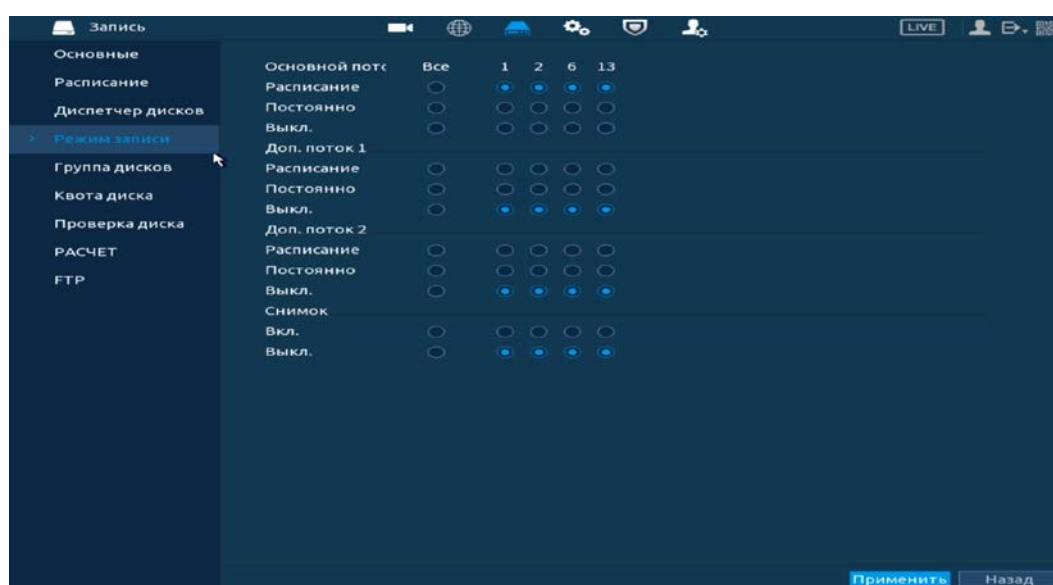 Запись LIVE
Основные
Расписание
Диспетчер дисков
Режим записи
Группа дисков
Квота диска
Проверка диска
РАСЧЕТ
FTP
Основной пото Все 1 2 6 13
Расписание
Постоянно
Выкл.
Доп. поток 1
Расписание
Постоянно
Выкл.
Доп. поток 2
Расписание
Постоянно
Выкл.
Снимок
Вкл.
Выкл.
Применить Назад